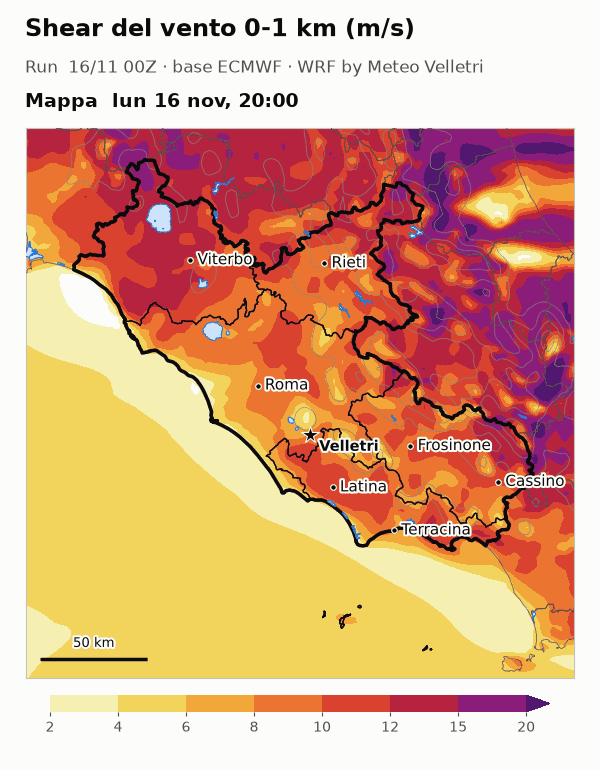 Shear del vento 0-1 km (m/s)
Run  16/11 00Z · base ECMWF · WRF by Meteo Velletri
Mappa  lun 16 nov, 20:00
Viterbo
Rieti
Roma
Velletri
Frosinone
Cassino
Latina
Terracina
50 km
2 4 6 8 10 12 15 20